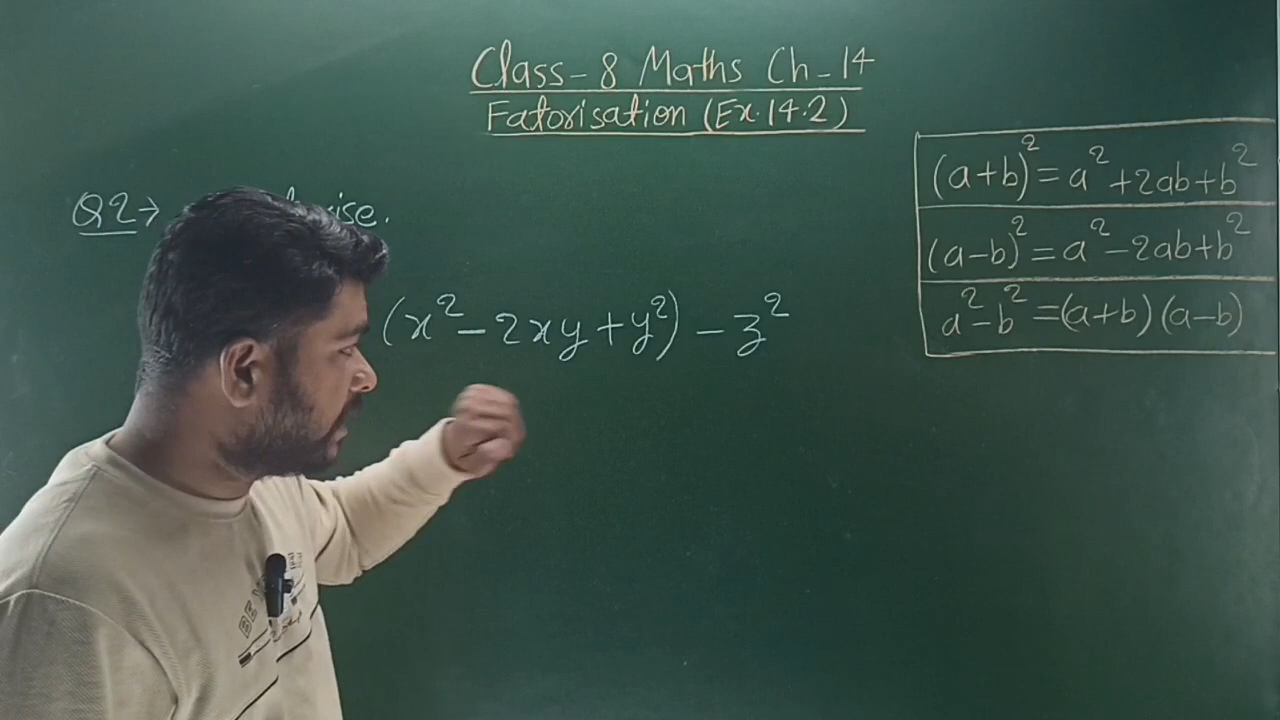 Class-8 Maths Ch-14
Fatorisation (Ex.14.2)
Q2→
(x² - 2xy + y²) - z²
(a+b)² = a² + 2ab + b²
(a-b)² = a² - 2ab + b²
a² - b² = (a+b) (a-b)